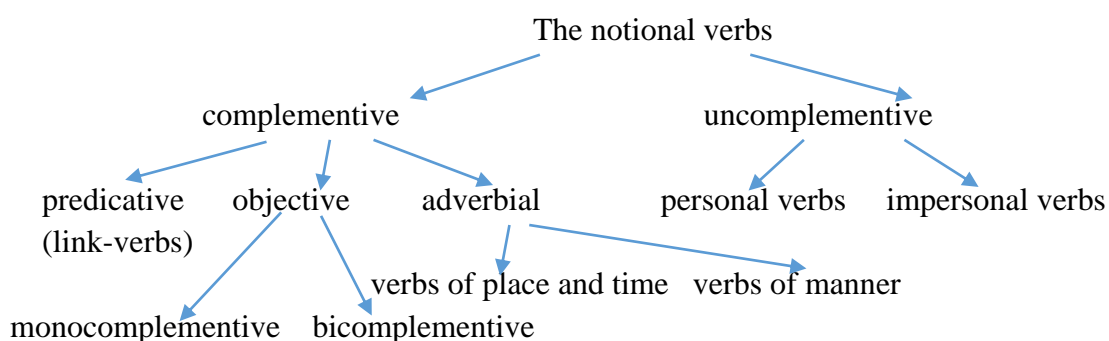 The notional verbs
complementive uncomplementive
predicative objective adverbial personal verbs impersonal verbs
(link-verbs)
verbs of place and time verbs of manner
monocomplementive bicomplementive